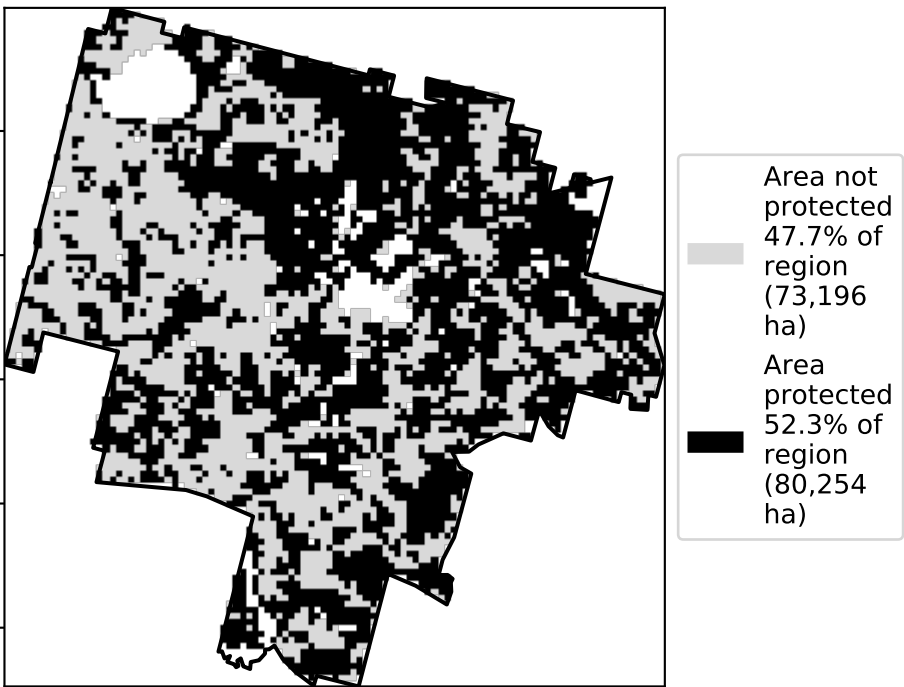 Area not
protected
47.7% of
region
(73,196
ha)
Area
protected
52.3% of
region
(80,254
ha)